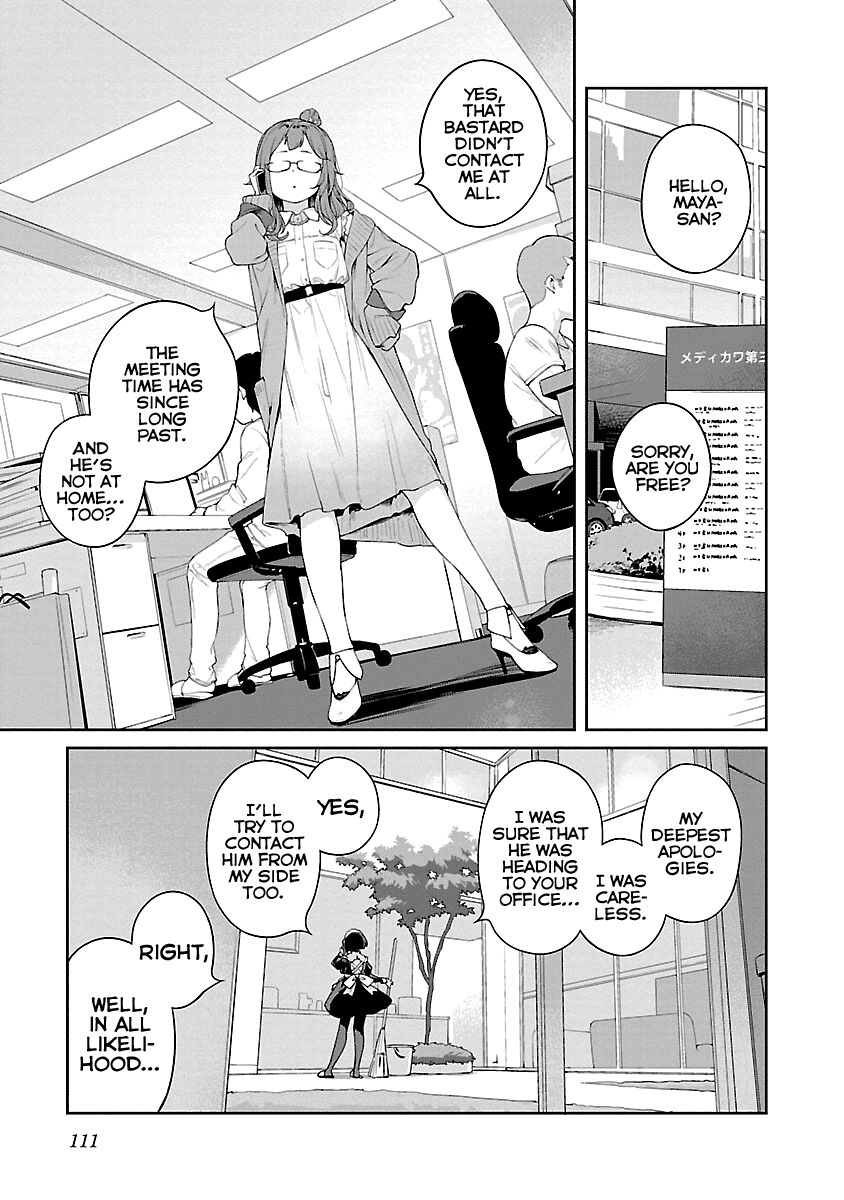 HELLO,
MAYA-
SAN?
メディカワ第三
SORRY,
ARE YOU
FREE?
YES,
THAT
BASTARD
DIDN'T
CONTACT
ME AT
ALL.
THE
MEETING
TIME HAS
SINCE
LONG
PAST.
AND
HE'S
NOT AT
HOME...
TOO?
MY
DEEPEST
APOLO-
GIES.
I WAS
CARE-
LESS.
I WAS
SURE THAT
HE WAS
HEADING
TO YOUR
OFFICE...
YES,
I'LL
TRY TO
CONTACT
HIM FROM
MY SIDE
TOO.
RIGHT,
WELL,
IN ALL
LIKELI-
HOOD...
111